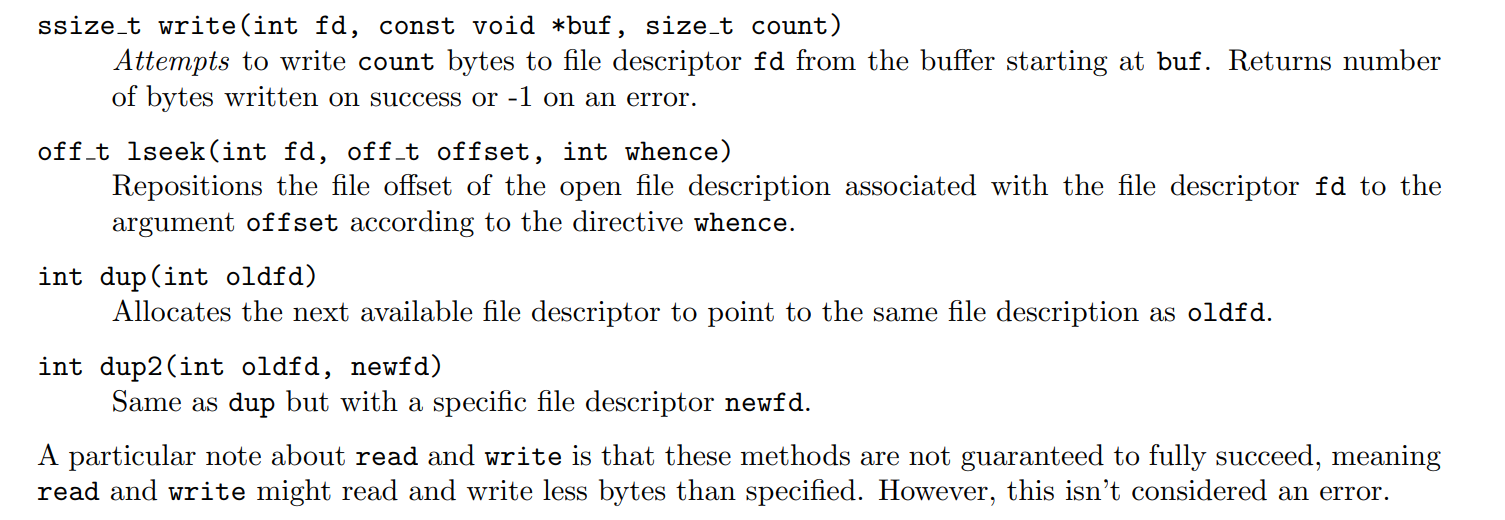 ssize_t write(int fd, const void *buf, size_t count)
Attempts to write count bytes to file descriptor fd from the buffer starting at buf. Returns number
of bytes written on success or -1 on an error.
off_t lseek(int fd, off_t offset, int whence)
Repositions the file offset of the open file description associated with the file descriptor fd to the
argument offset according to the directive whence.
int dup(int oldfd)
Allocates the next available file descriptor to point to the same file description as oldfd.
int dup2(int oldfd, newfd)
Same as dup but with a specific file descriptor newfd.
A particular note about read and write is that these methods are not guaranteed to fully succeed, meaning
read and write might read and write less bytes than specified. However, this isn't considered an error.